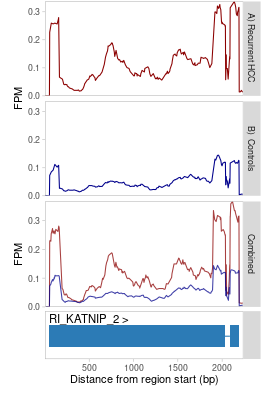 0.3
0.2
0.1
0.0
FPM
A) Recurrent HCC
0.3
0.2
0.1
0.0
B) Controls
0.3
0.2
0.1
0.0
FPM
Combined
RI_KATNIP_2 >
500
1000
1500
2000
Distance from region start (bp)